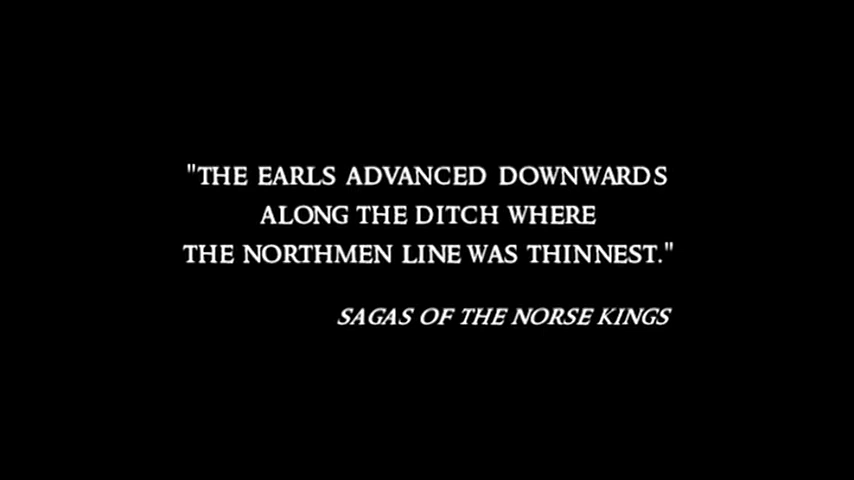 "THE EARLS ADVANCED DOWNWARDS
ALONG THE DITCH WHERE
THE NORTHMEN LINE WAS THINNEST."
SAGAS OF THE NORSE KINGS